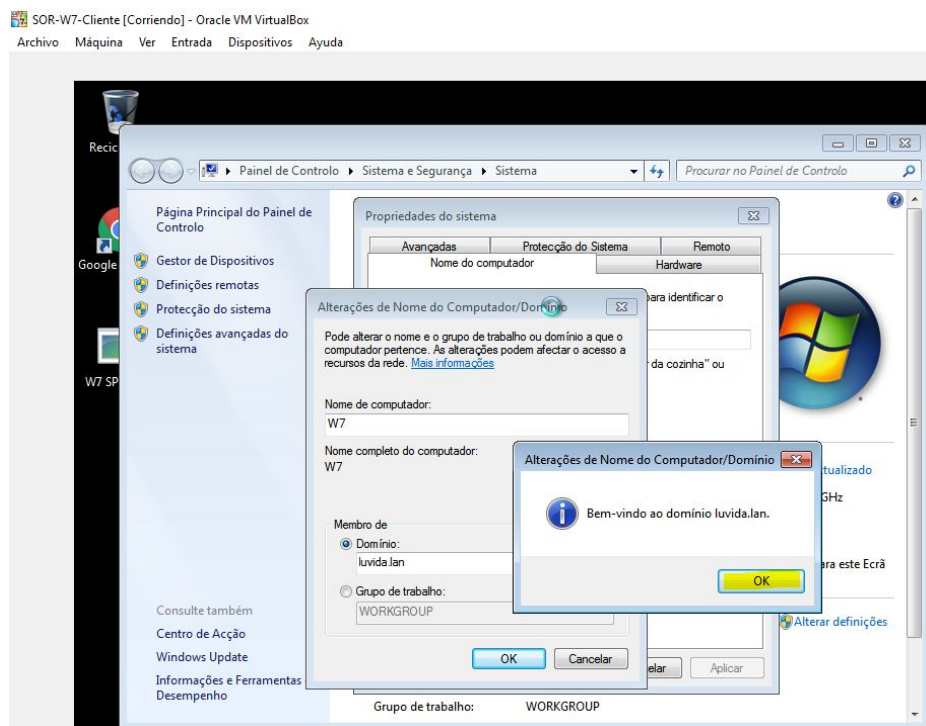 SOR-W7-Cliente [Corriendo] - Oracle VM VirtualBox
Archivo Máquina Ver Entrada Dispositivos Ayuda
Recic
Painel de Controlo Sistema e Segurança Sistema
Procurar no Painel de Controlo
Página Principal do Painel de
Controlo
Google
Gestor de Dispositivos
Definições remotas
Protecção do sistema
Definições avançadas do
sistema
W7 SP
Consulte também
Centro de Acção
Windows Update
Informações e Ferramentas
Desempenho
Propriedades do sistema
Avançadas Protecção do Sistema Remoto
Nome do computador Hardware
para identificar o
da cozinha" ou
Alterações de Nome do Computador/Domínio
Pode alterar o nome e o grupo de trabalho ou domínio a que o
computador pertence. As alterações podem afectar o acesso a
recursos da rede. Mais informações
Nome de computador:
W7
Nome completo do computador:
W7
Membro de
Domínio:
luvida.lan
Grupo de trabalho:
WORKGROUP
OK Cancelar
elar Aplicar
Alterações de Nome do Computador/Domínio
Bem-vindo ao domínio luvida.lan.
OK
tualizado
GHz
ara este Ecrã
Alterar definições
Grupo de trabalho: WORKGROUP